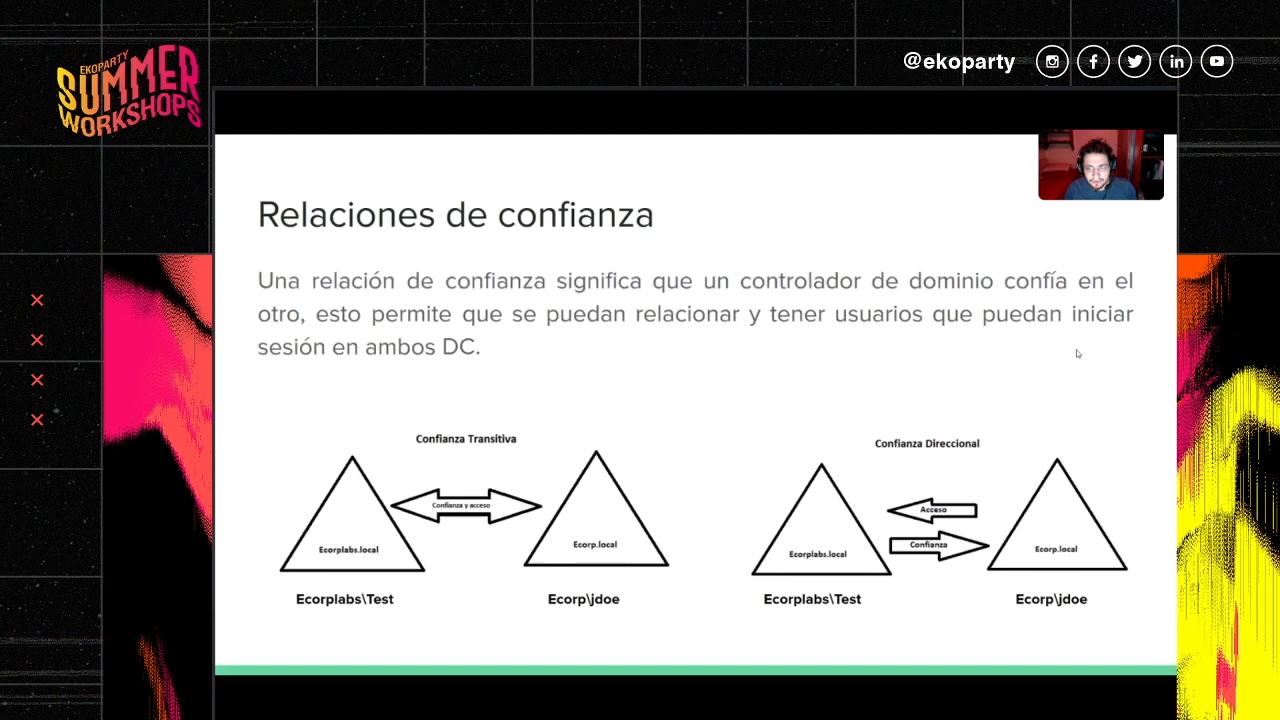 EKOPARTY
SUMMER
WORKSHOPS
@ekoparty
Relaciones de confianza
Una relación de confianza significa que un controlador de dominio confía en el
otro, esto permite que se puedan relacionar y tener usuarios que puedan iniciar
sesión en ambos DC.
Confianza Transitiva
Confianza y acceso
Ecorplabs.local
Ecorp.local
Ecorplabs\Test
Ecorp\jdoe
Confianza Direccional
Acceso
Confianza
Ecorplabs.local
Ecorp.local
Ecorplabs\Test
Ecorp\jdoe